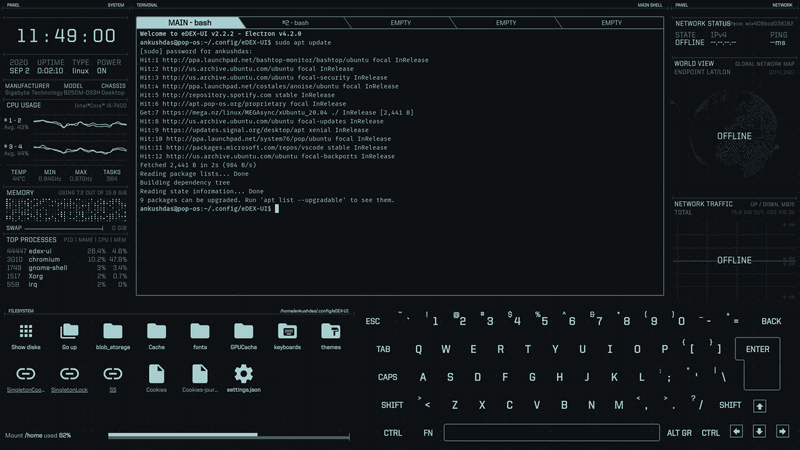 PANEL SYSTEM
TERMINAL MAIN SHELL
PANEL NETWORK
11:49:00
2020 UPTIME TYPE POWER
SEP 2 0:02:10 linux ON
MANUFACTURER MODEL CHASSIS
Gigabyte Technology B250M-DS3H Desktop
CPU USAGE Intel® Core™ i5-7400
# 1 - 2
Avg. 43%
# 3 - 4
Avg. 44%
TEMP MIN MAX TASKS
44°C 0.94GHz 0.97GHz 364
MEMORY USING 7.2 OUT OF 15.6 GiB
SWAP 0 GiB
TOP PROCESSES PID | NAME | CPU | MEM
44447 edex-ui 26.4% 4.8%
3010 chromium 10.2% 47.8%
1749 gnome-shell 3% 3.4%
1517 Xorg 2% 0.7%
559 irq 2% 0%
MAIN - bash
#2 - bash
EMPTY
EMPTY
EMPTY
Welcome to eDEX-UI v2.2.2 - Electron v4.2.0
ankushdas@pop-os:~/.config/eDEX-UI$ sudo apt update
[sudo] password for ankushdas:
Hit:1 http://ppa.launchpad.net/bashtop-monitor/bashtop/ubuntu focal InRelease
Hit:2 http://us.archive.ubuntu.com/ubuntu focal InRelease
Hit:3 http://us.archive.ubuntu.com/ubuntu focal-security InRelease
Hit:4 http://ppa.launchpad.net/costales/anoise/ubuntu focal InRelease
Hit:5 http://repository.spotify.com stable InRelease
Hit:6 http://apt.pop-os.org/proprietary focal InRelease
Get:7 https://mega.nz/linux/MEGAsync/xUbuntu_20.04 ./ InRelease [2,441 B]
Hit:8 http://us.archive.ubuntu.com/ubuntu focal-updates InRelease
Hit:9 https://updates.signal.org/desktop/apt xenial InRelease
Hit:10 http://ppa.launchpad.net/system76/pop/ubuntu focal InRelease
Hit:11 http://packages.microsoft.com/repos/vscode stable InRelease
Hit:12 http://us.archive.ubuntu.com/ubuntu focal-backports InRelease
Fetched 2,441 B in 2s (984 B/s)
Reading package lists... Done
Building dependency tree
Reading state information... Done
9 packages can be upgraded. Run 'apt list --upgradable' to see them.
ankushdas@pop-os:~/.config/eDEX-UI$
NETWORK STATUS
STATE IPv4 PING
OFFLINE --.--.--.-- --ms
WORLD VIEW GLOBAL NETWORK MAP
ENDPOINT LAT/LON (OFFLINE)
OFFLINE
NETWORK TRAFFIC UP / DOWN, MB/S
TOTAL
OFFLINE
FILESYSTEM /home/ankushdas/.config/eDEX-UI
Show disks Go up blob_storage Cache fonts GPUCache keyboards themes
SingletonCoo... SingletonLock SS Cookies Cookies-jour... settings.json
Mount /home used 62%
ESC ~ ` | 1 @ 2 # 3 $ 4 % 5 ^ 6 & 7 * 8 ( 9 ) 0 _ - + = BACK
TAB Q W E R T Y U I O P { [ } ] ENTER
CAPS A S D F G H J K L : ; " ' | \
SHIFT > < Z X C V B N M < , > . ? / SHIFT
CTRL FN ALT GR CTRL